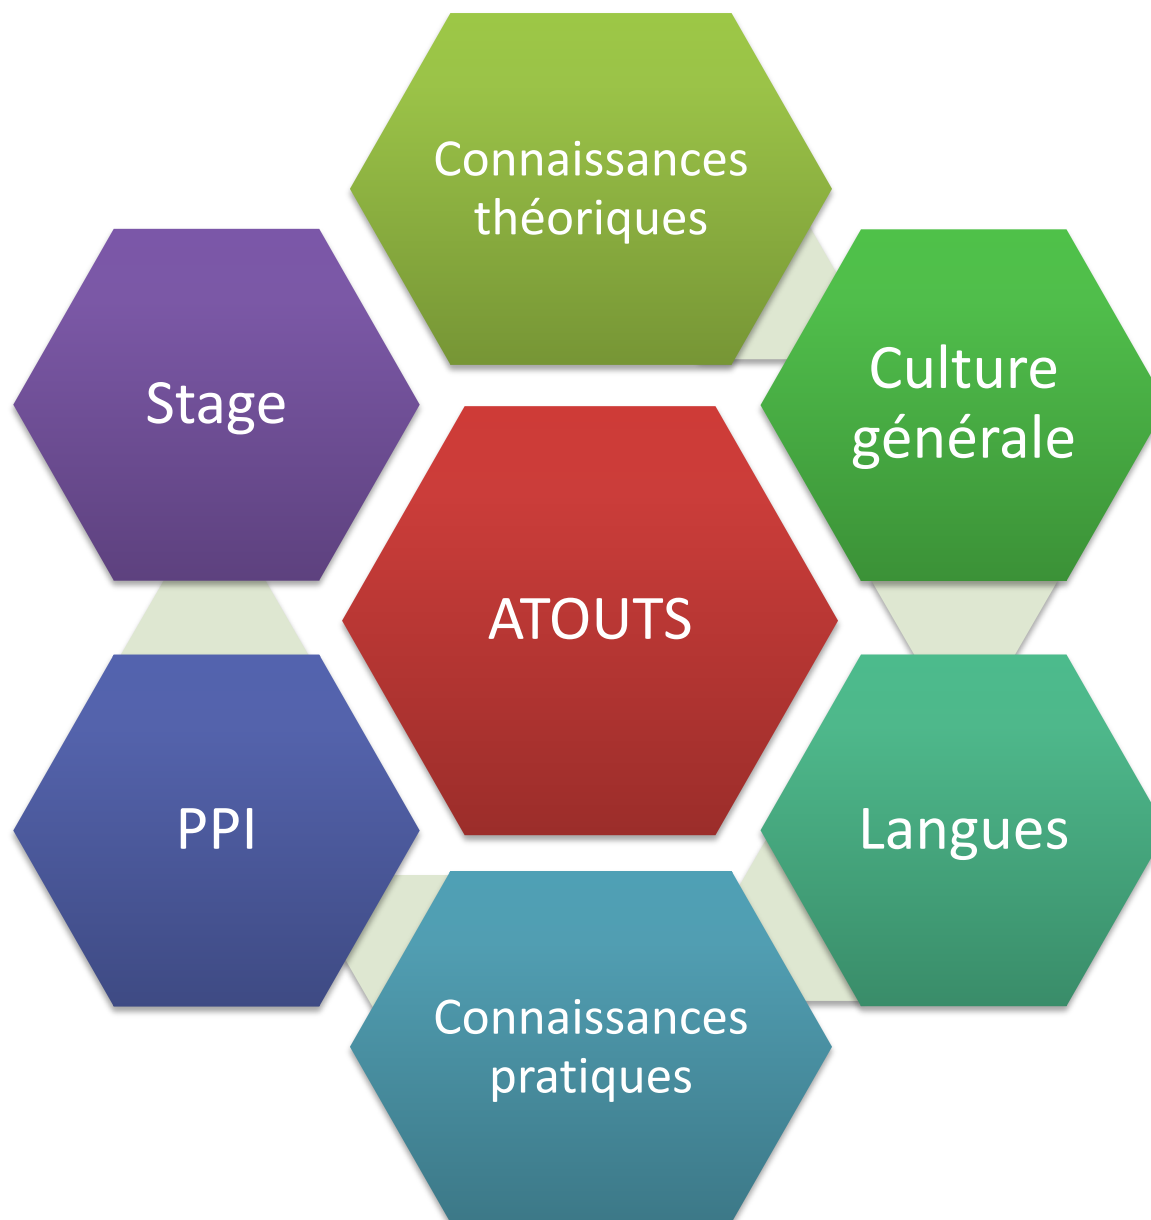 Connaissances
théoriques
Culture
générale
Stage
ATOUTS
Langues
PPI
Connaissances
pratiques